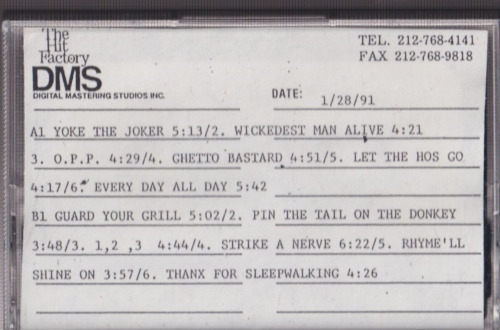 The
Hit
Factory
DMS
DIGITAL MASTERING STUDIOS INC.
TEL. 212-768-4141
FAX 212-768-9818
DATE: 1/28/91
A1 YOKE THE JOKER 5:13/2. WICKEDEST MAN ALIVE 4:21
3. O.P.P. 4:29/4. GHETTO BASTARD 4:51/5. LET THE HOS GO
4:17/6. EVERY DAY ALL DAY 5:42
B1 GUARD YOUR GRILL 5:02/2. PIN THE TAIL ON THE DONKEY
3:48/3. 1,2 ,3 4:44/4. STRIKE A NERVE 6:22/5. RHYME'LL
SHINE ON 3:57/6. THANX FOR SLEEPWALKING 4:26